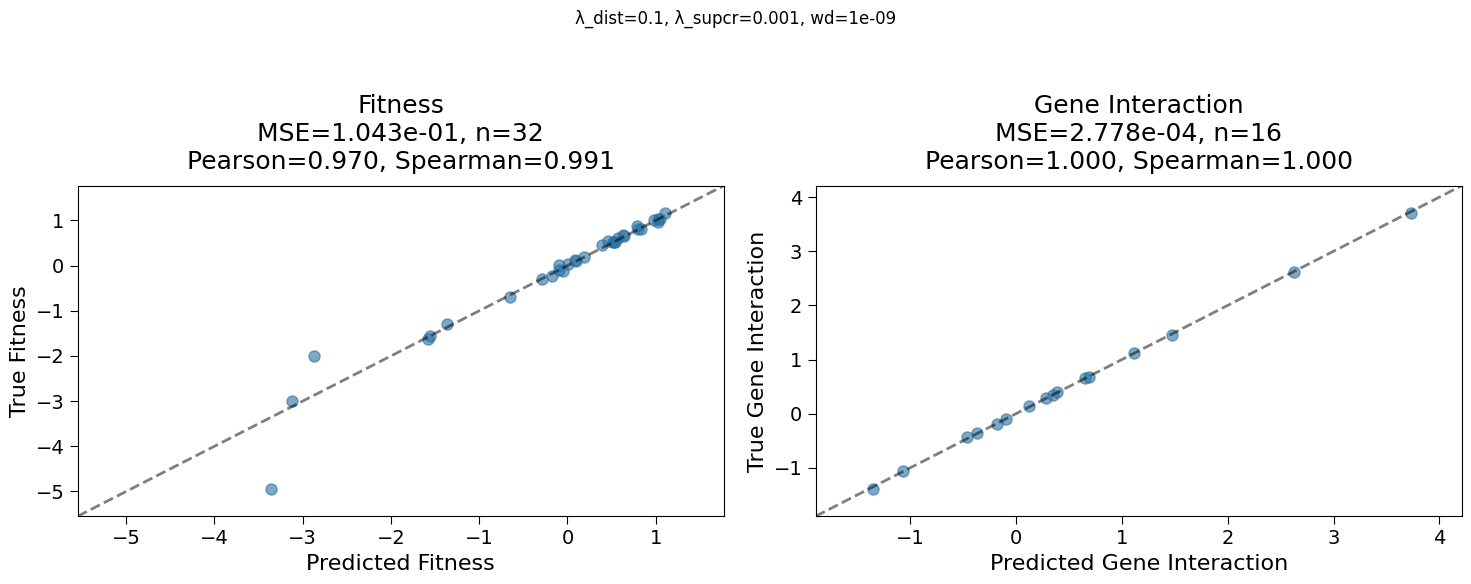 λ_dist=0.1, λ_supcr=0.001, wd=1e-09
Fitness
MSE=1.043e-01, n=32
Pearson=0.970, Spearman=0.991
1
0
−1
−2
−3
−4
−5
True Fitness
−5
−4
−3
−2
−1
0
1
Predicted Fitness
Gene Interaction
MSE=2.778e-04, n=16
Pearson=1.000, Spearman=1.000
4
3
2
1
0
−1
True Gene Interaction
−1
0
1
2
3
4
Predicted Gene Interaction